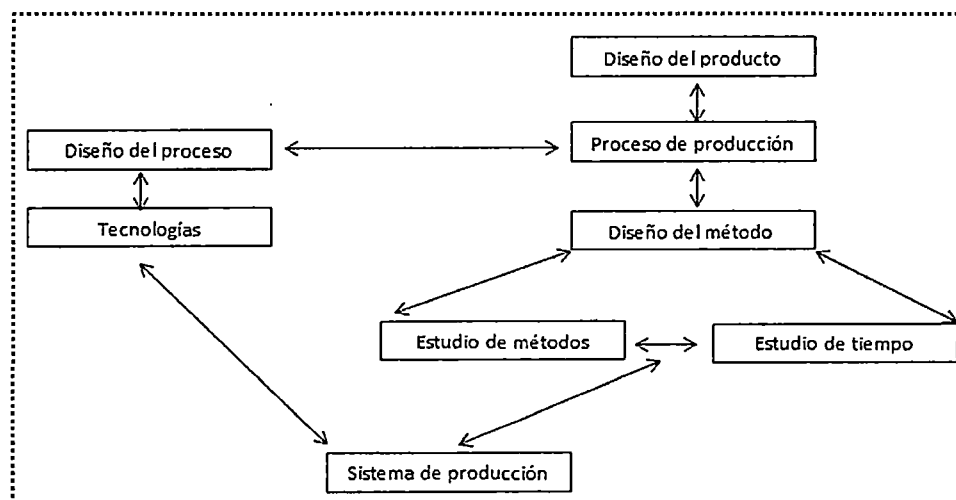 Diseño del producto
Diseño del proceso
Proceso de producción
Tecnologías
Diseño del método
Estudio de métodos
Estudio de tiempo
Sistema de producción